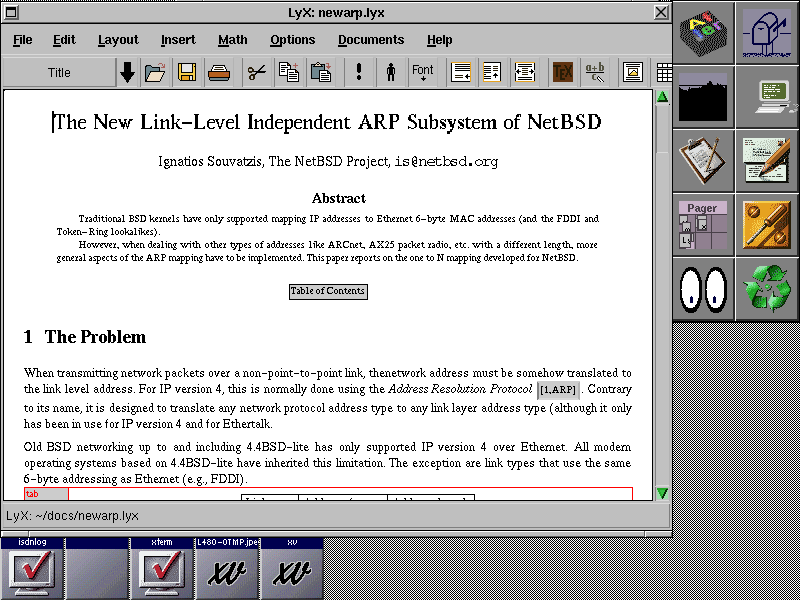 LyX: newarp.lyx
File Edit Layout Insert Math Options Documents Help
Title
Font
TEX
a+b
The New Link-Level Independent ARP Subsystem of NetBSD
Ignatios Souvatzis, The NetBSD Project, is@netbsd.org
Abstract
Traditional BSD kernels have only supported mapping IP addresses to Ethernet 6-byte MAC addresses (and the FDDI and
Token-Ring lookalikes).
However, when dealing with other types of addresses like ARCnet, AX25 packet radio, etc. with a different length, more
general aspects of the ARP mapping have to be implemented. This paper reports on the one to N mapping developed for NetBSD.
Table of Contents
1 The Problem
When transmitting network packets over a non-point-to-point link, thenetwork address must be somehow translated to
the link level address. For IP version 4, this is normally done using the Address Resolution Protocol [1,ARP] . Contrary
to its name, it is designed to translate any network protocol address type to any link layer address type (although it only
has been in use for IP version 4 and for Ethertalk.
Old BSD networking up to and including 4.4BSD-lite has only supported IP version 4 over Ethernet. All modern
operating systems based on 4.4BSD-lite have inherited this limitation. The exception are link types that use the same
6-byte addressing as Ethernet (e.g., FDDI).
tab
LyX: ~/docs/newarp.lyx
Pager
isdnlog
xterm
L480-OTMP.jpe
xv
xv
xv